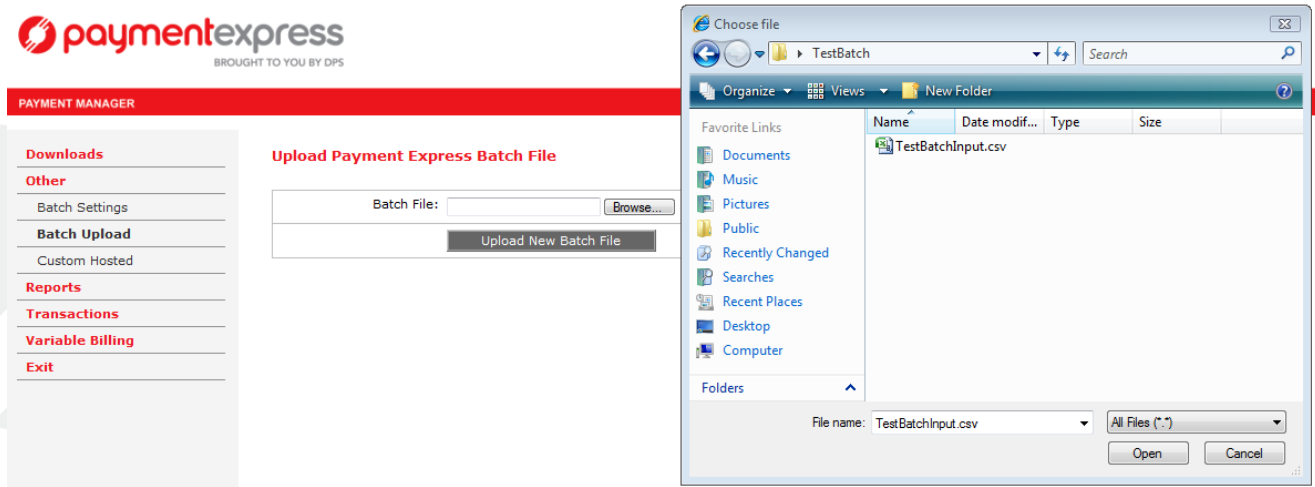 paymentexpress
BROUGHT TO YOU BY DPS
PAYMENT MANAGER
Downloads
Other
Batch Settings
Batch Upload
Custom Hosted
Reports
Transactions
Variable Billing
Exit
Upload Payment Express Batch File
Batch File: Browse...
Upload New Batch File
Choose file
TestBatch Search
Organize Views New Folder
Favorite Links
Documents
Music
Pictures
Public
Recently Changed
Searches
Recent Places
Desktop
Computer
Folders
Name Date modif... Type Size
TestBatchInput.csv
File name: TestBatchInput.csv All Files (*.*)
Open Cancel